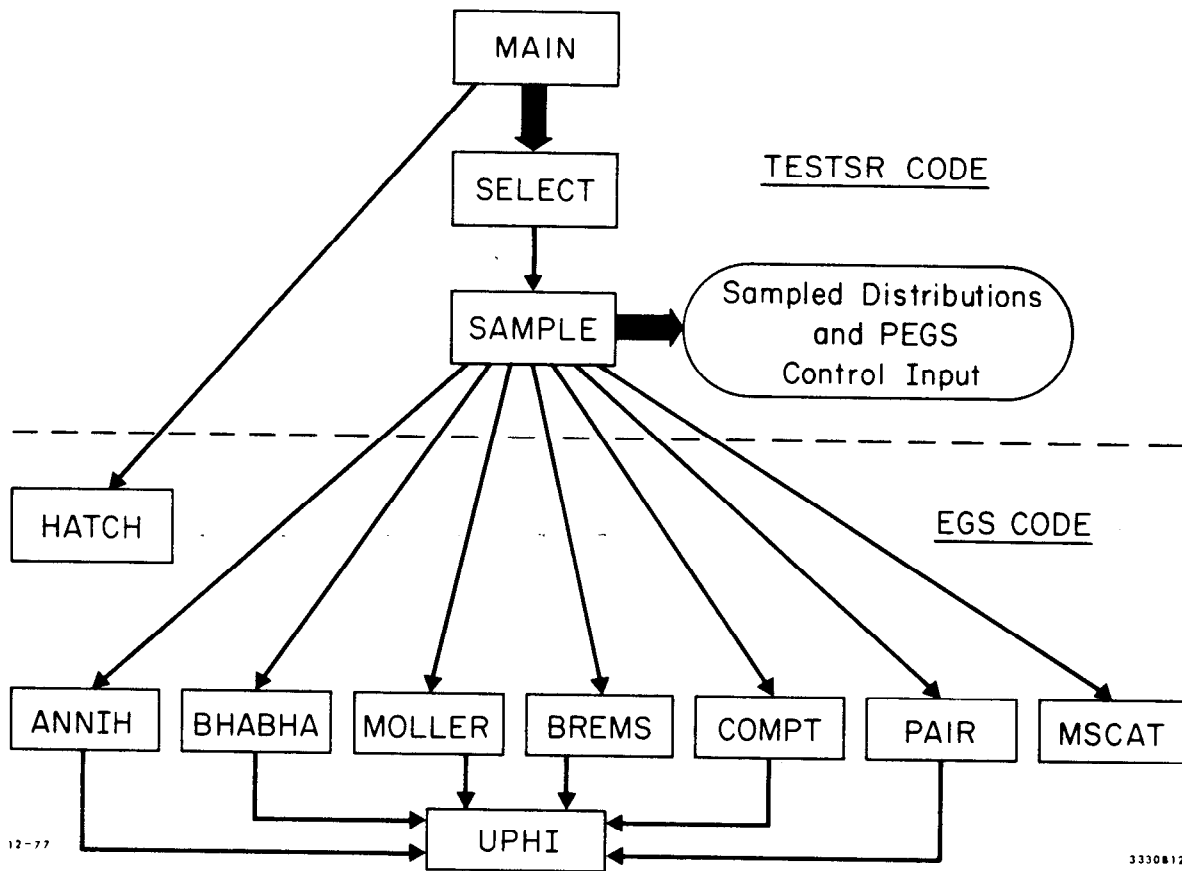 MAIN
SELECT
TESTSR CODE
SAMPLE
Sampled Distributions
and PEGS
Control Input
HATCH
EGS CODE
ANNIH
BHABHA
MOLLER
BREMS
COMPT
PAIR
MSCAT
UPHI
12-77
3330B12